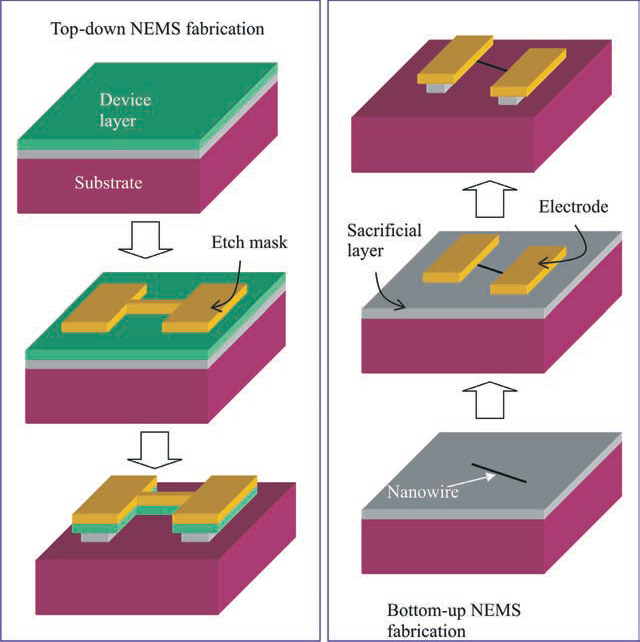 Top-down NEMS fabrication
Device
layer
Substrate
Etch mask
Electrode
Sacrificial
layer
Nanowire
Bottom-up NEMS
fabrication